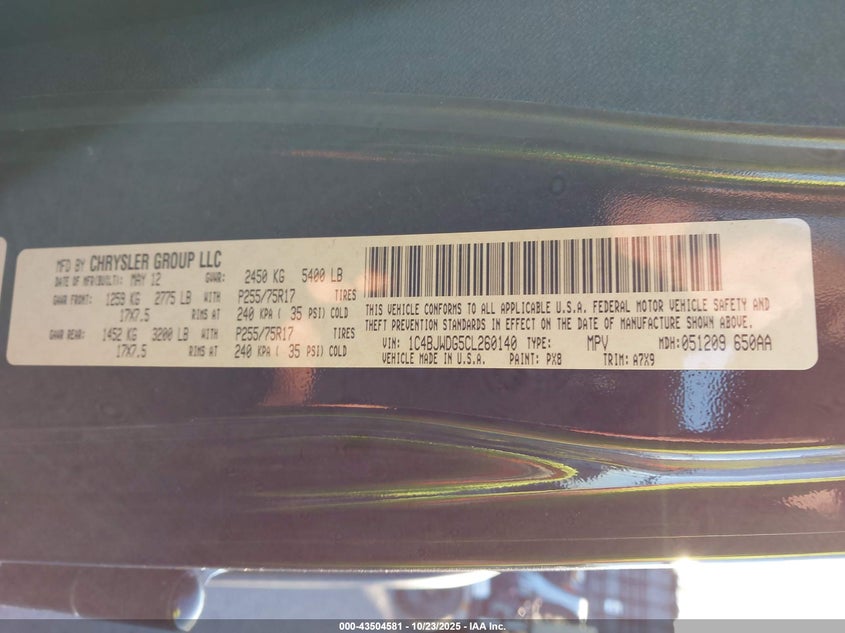 MFD BY CHRYSLER GROUP LLC
DATE OF MFR(BUILT): MAY 12 GVWR: 2450 KG 5400 LB
GAWR FRONT: 1259 KG 2775 LB WITH P255/75R17 TIRES
17X7.5 RIMS AT 240 KPA ( 35 PSI) COLD
GAWR REAR: 1452 KG 3200 LB WITH P255/75R17 TIRES
17X7.5 RIMS AT 240 KPA ( 35 PSI) COLD
THIS VEHICLE CONFORMS TO ALL APPLICABLE U.S.A. FEDERAL MOTOR VEHICLE SAFETY AND
THEFT PREVENTION STANDARDS IN EFFECT ON THE DATE OF MANUFACTURE SHOWN ABOVE.
VIN: 1C4BJWDG5CL260140 TYPE: MPV MDH:051209 650AA
VEHICLE MADE IN U.S.A. PAINT: PX8 TRIM: A7X9
000-43504581 - 10/23/2025 - IAA Inc.